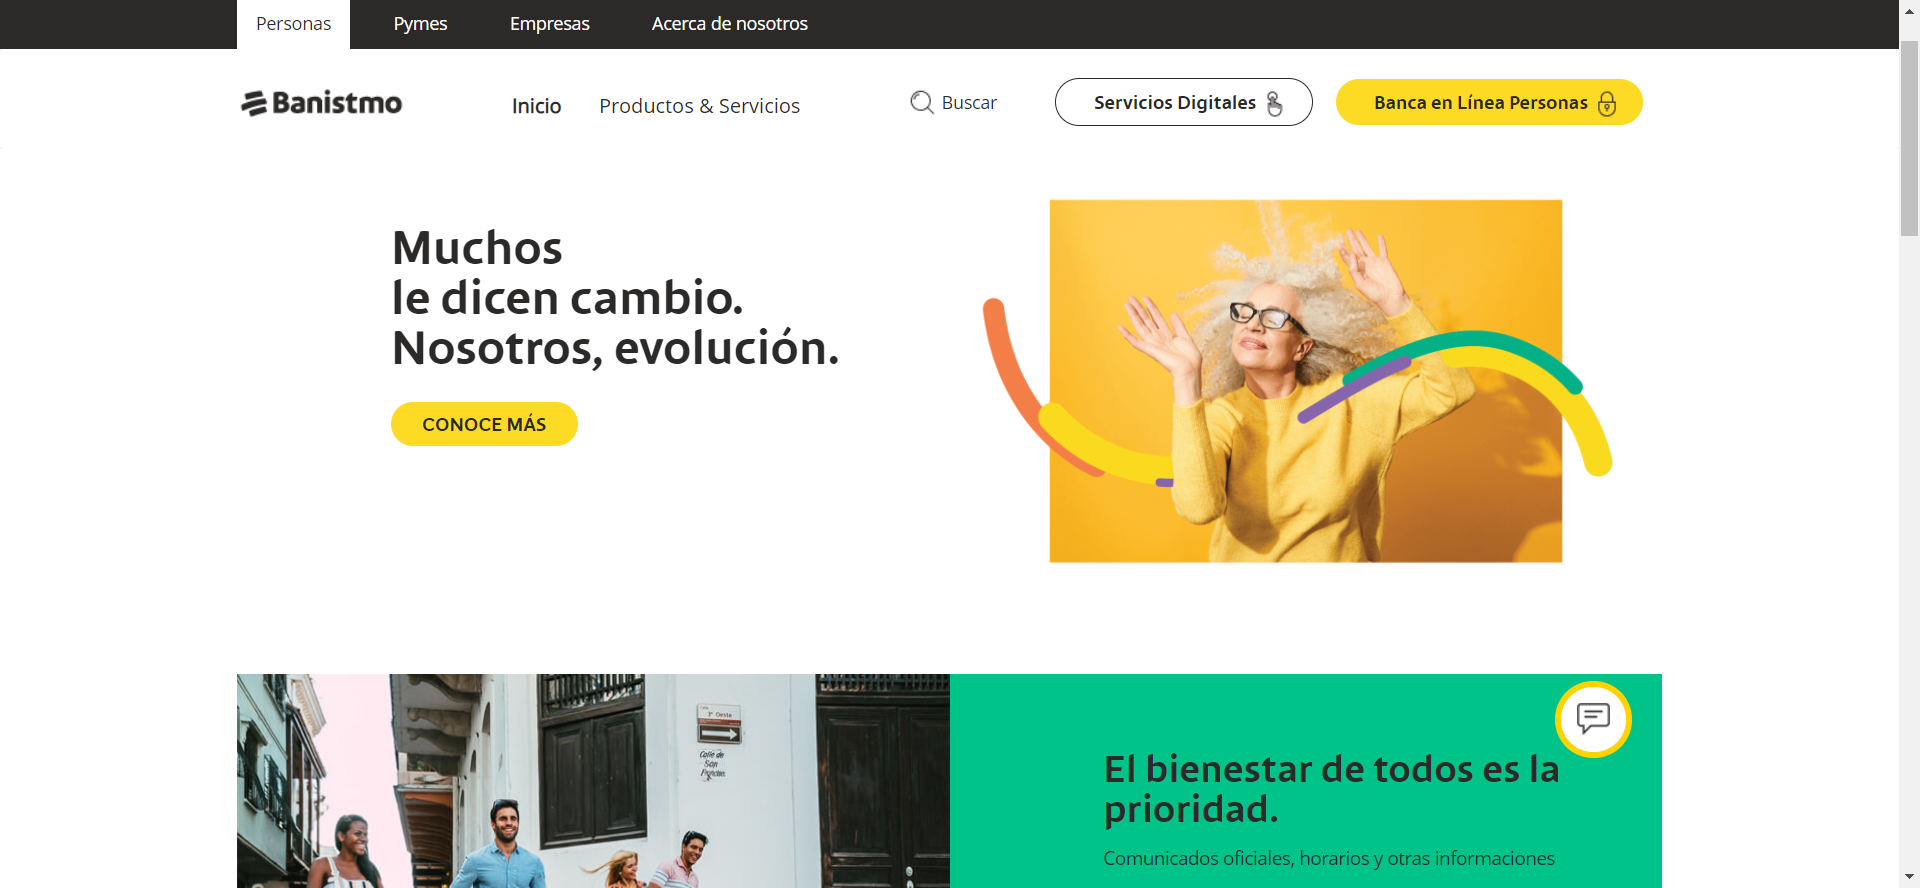 Personas Pymes Empresas Acerca de nosotros
Banistmo Inicio Productos & Servicios Buscar Servicios Digitales Banca en Línea Personas
Muchos
le dicen cambio.
Nosotros, evolución.
CONOCE MÁS
3ª Oeste
Calle de
San
El bienestar de todos es la
prioridad.
Comunicados oficiales, horarios y otras informaciones